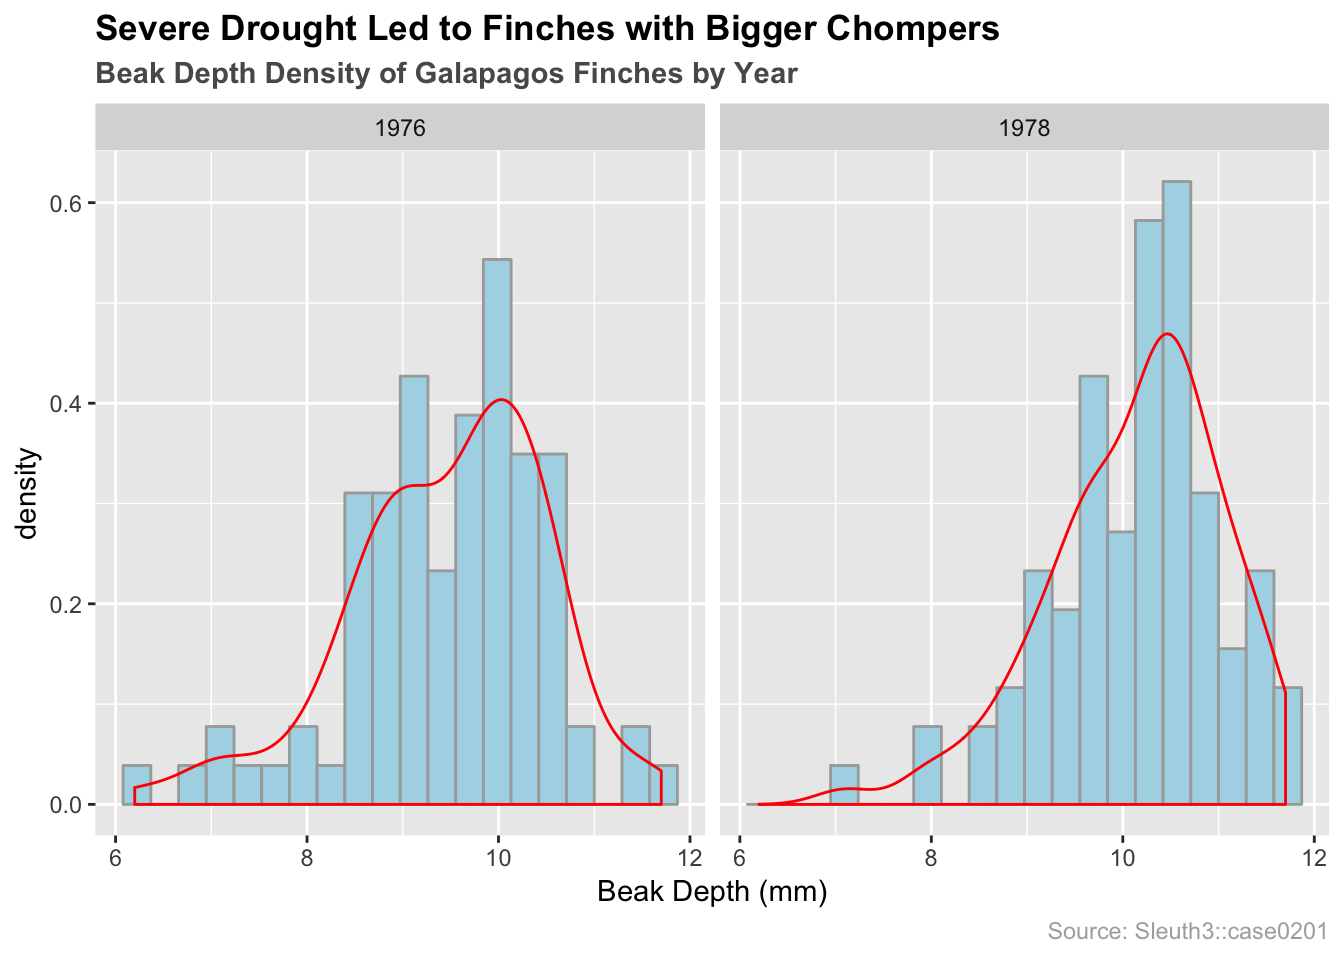 Severe Drought Led to Finches with Bigger Chompers
Beak Depth Density of Galapagos Finches by Year
1976 1978
0.6
0.4
0.2
0.0
density
6 8 10 12 6 8 10 12
Beak Depth (mm)
Source: Sleuth3::case0201